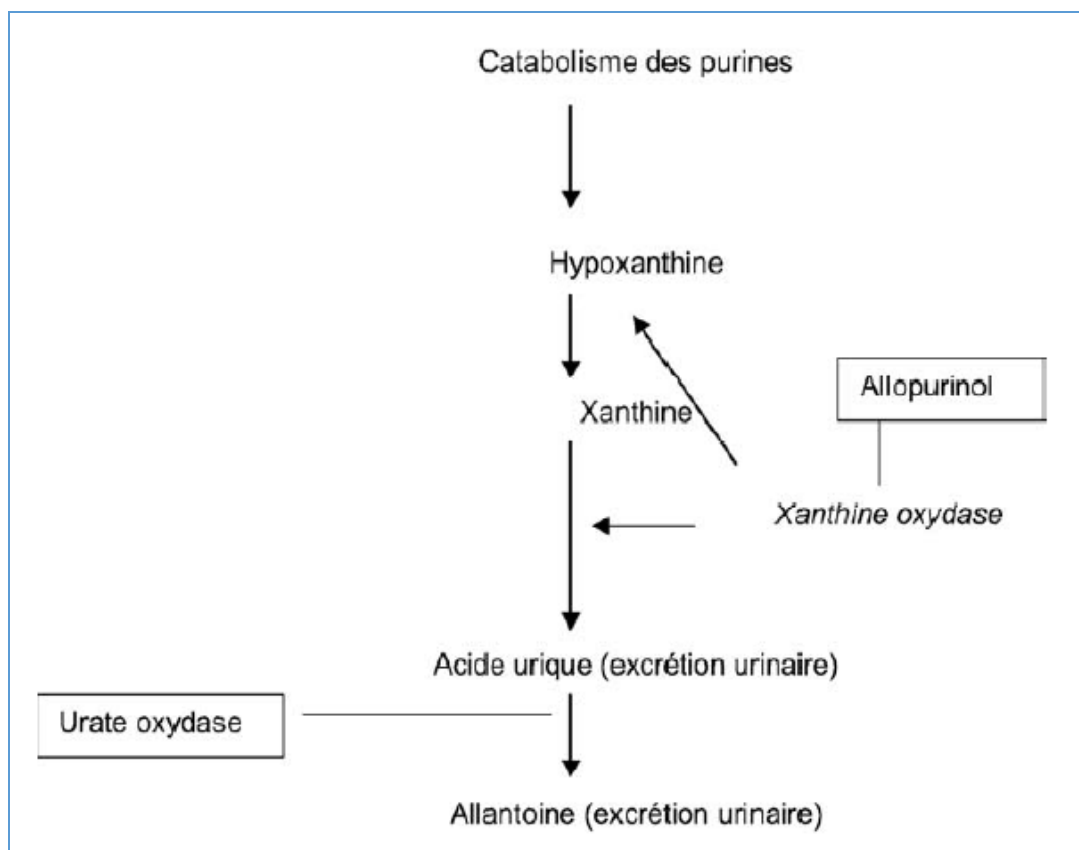 Catabolisme des purines
Hypoxanthine
Allopurinol
Xanthine
Xanthine oxydase
Acide urique (excrétion urinaire)
Urate oxydase
Allantoine (excrétion urinaire)